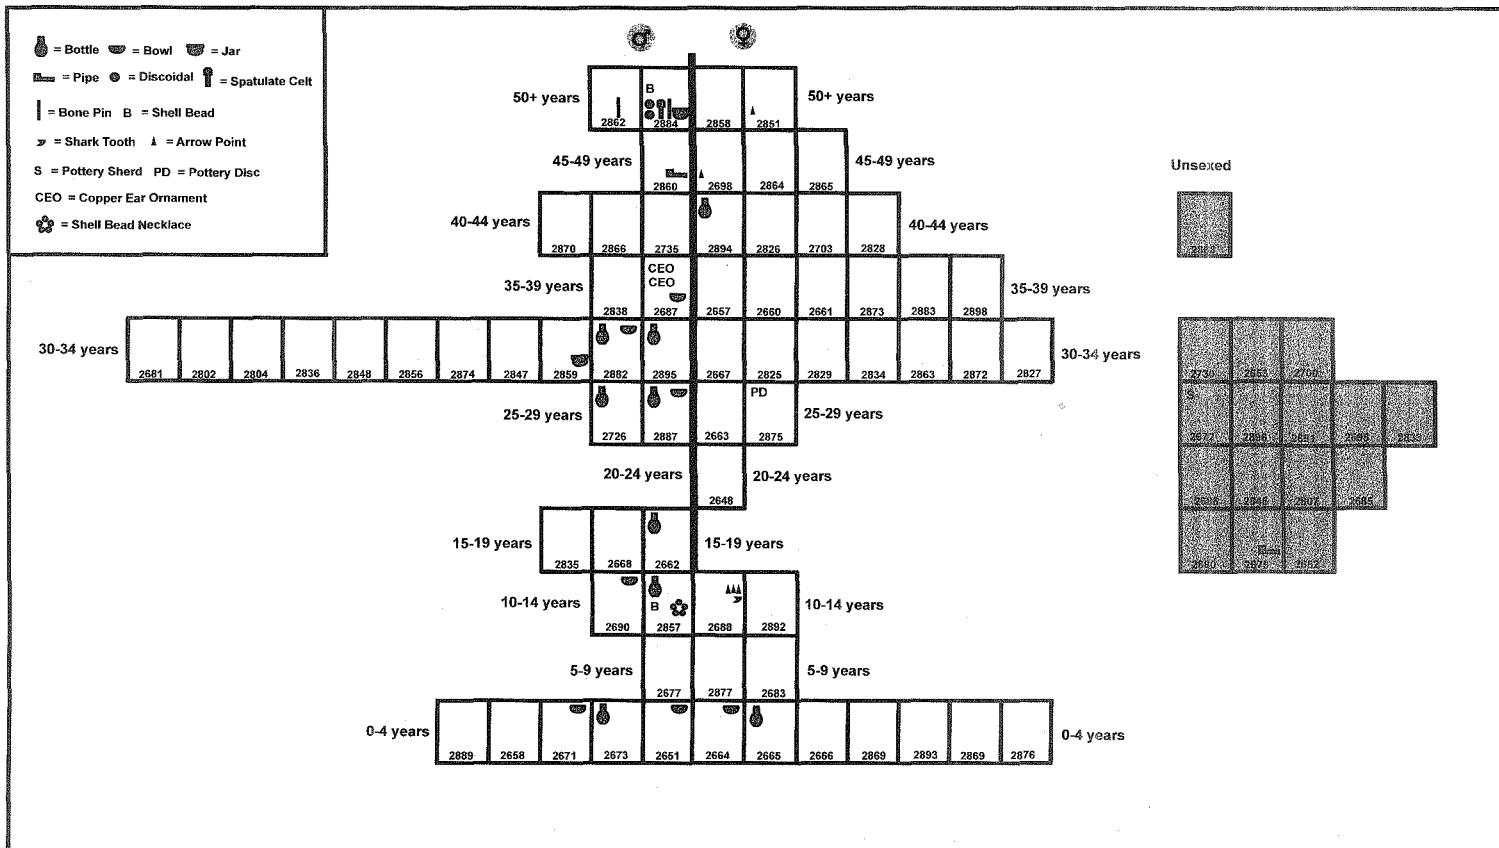 ♂ ♀
= Bottle = Bowl = Jar
= Pipe = Discoidal = Spatulate Celt
= Bone Pin B = Shell Bead
= Shark Tooth = Arrow Point
S = Pottery Sherd PD = Pottery Disc
CEO = Copper Ear Ornament
= Shell Bead Necklace
50+ years B 50+ years
2862 2884 2858 2851
45-49 years 45-49 years
2860 2698 2864 2865
Unsexed
40-44 years 40-44 years
2870 2866 2735 2894 2826 2703 2828
CEO
CEO
35-39 years 35-39 years
2838 2687 2657 2660 2661 2873 2883 2898
30-34 years 30-34 years
2681 2802 2804 2836 2848 2856 2874 2847 2859 2882 2895 2667 2825 2829 2834 2863 2872 2827
PD S
25-29 years 25-29 years
2726 2887 2663 2875
20-24 years 20-24 years
2648
15-19 years 15-19 years
2835 2668 2662
10-14 years B 10-14 years
2690 2857 2688 2892
5-9 years 5-9 years
2677 2877 2683
0-4 years 0-4 years
2889 2658 2671 2673 2651 2664 2665 2666 2869 2893 2869 2876